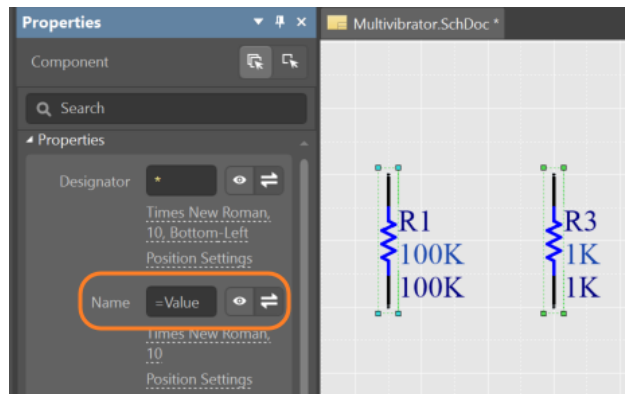 Properties
Multivibrator.SchDoc *
Component
Search
Properties
Designator *
Times New Roman,
10, Bottom-Left
Position Settings
Name =Value
Times New Roman,
10
Position Settings
R1
100K
100K
R3
1K
1K